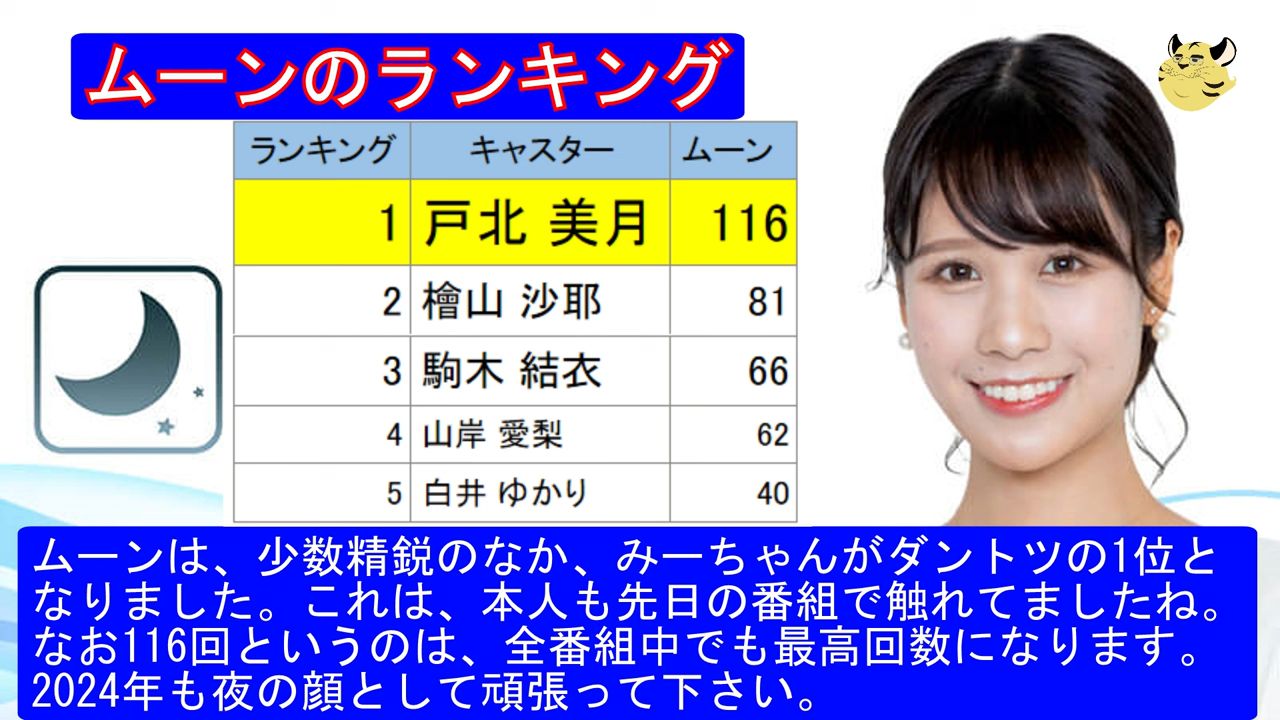 ムーンのランキング
ランキング キャスター ムーン
1 戸北 美月 116
2 檜山 沙耶 81
3 駒木 結衣 66
4 山岸 愛梨 62
5 白井 ゆかり 40
ムーンは、少数精鋭のなか、みーちゃんがダントツの1位と
なりました。これは、本人も先日の番組で触れてましたね。
なお116回というのは、全番組中でも最高回数になります。
2024年も夜の顔として頑張って下さい。